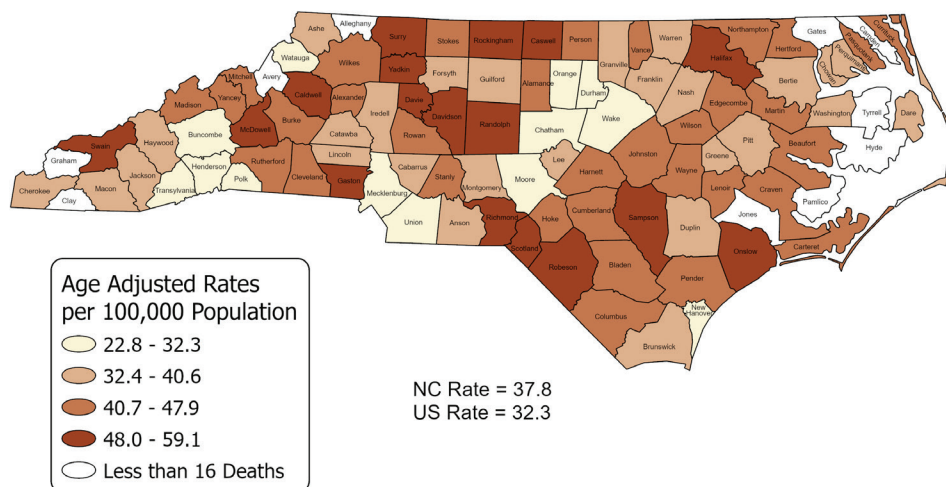 Ashe
Alleghany
Surry
Stokes
Rockingham
Caswell
Person
Granville
Vance
Warren
Northampton
Gates
Camden
Currituck
Pasquotank
Perquimans
Chowan
Hertford
Halifax
Watauga
Wilkes
Yadkin
Forsyth
Guilford
Alamance
Orange
Durham
Franklin
Nash
Bertie
Mitchell
Avery
Caldwell
Alexander
Iredell
Davie
Davidson
Randolph
Chatham
Wake
Edgecombe
Martin
Washington
Tyrrell
Dare
Madison
Yancey
McDowell
Burke
Catawba
Rowan
Wilson
Johnston
Pitt
Beaufort
Hyde
Swain
Haywood
Buncombe
Rutherford
Lincoln
Cabarrus
Stanly
Montgomery
Moore
Lee
Harnett
Wayne
Greene
Lenoir
Craven
Pamlico
Graham
Cherokee
Macon
Jackson
Henderson
Transylvania
Polk
Cleveland
Gaston
Mecklenburg
Clay
Union
Anson
Richmond
Scotland
Hoke
Cumberland
Sampson
Duplin
Jones
Onslow
Carteret
Robeson
Bladen
Pender
Columbus
New
Hanover
Brunswick
Age Adjusted Rates
per 100,000 Population
22.8 - 32.3
32.4 - 40.6
40.7 - 47.9
48.0 - 59.1
Less than 16 Deaths
NC Rate = 37.8
US Rate = 32.3